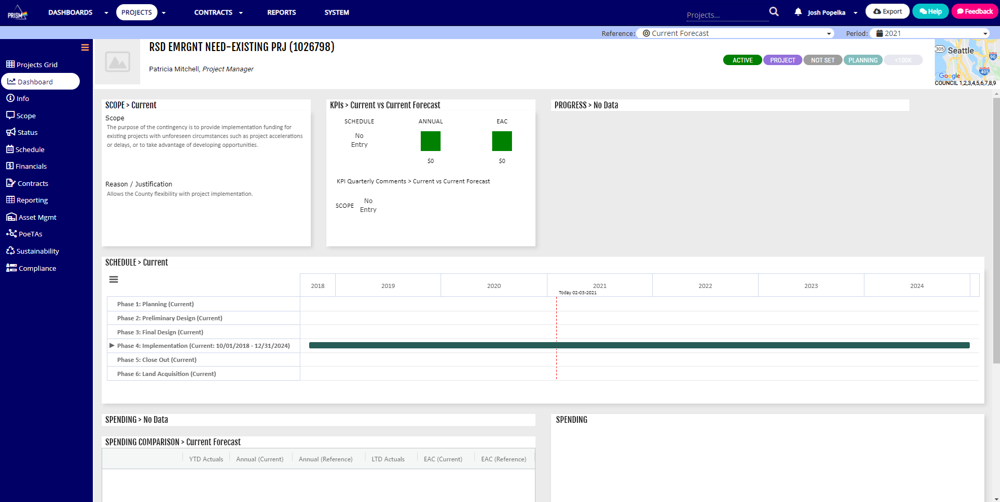 PRISM
DASHBOARDS
PROJECTS
CONTRACTS
REPORTS
SYSTEM
Projects...
Josh Popelka
Export
Help
Feedback
Reference:
Current Forecast
Period:
2021
Projects Grid
Dashboard
Info
Scope
Status
Schedule
Financials
Contracts
Reporting
Asset Mgmt
PoeTAs
Sustainability
Compliance
RSD EMRGNT NEED-EXISTING PRJ (1026798)
Patricia Mitchell, Project Manager
ACTIVE
PROJECT
NOT SET
PLANNING
<100K
305
Seattle
90
405
Google
COUNCIL 1,2,3,4,5,6,7,8,9
SCOPE > Current
Scope
The purpose of the contingency is to provide implementation funding for
existing projects with unforeseen circumstances such as project accelerations
or delays, or to take advantage of developing opportunities.
Reason / Justification
Allows the County flexibility with project implementation.
KPIs > Current vs Current Forecast
SCHEDULE
ANNUAL
EAC
No
Entry
$0
$0
KPI Quarterly Comments > Current vs Current Forecast
SCOPE
No
Entry
PROGRESS > No Data
SCHEDULE > Current
2018
2019
2020
2021
2022
2023
2024
Today 02-03-2021
Phase 1: Planning (Current)
Phase 2: Preliminary Design (Current)
Phase 3: Final Design (Current)
Phase 4: Implementation (Current: 10/01/2018 - 12/31/2024)
Phase 5: Close Out (Current)
Phase 6: Land Acquisition (Current)
SPENDING > No Data
SPENDING
SPENDING COMPARISON > Current Forecast
YTD Actuals
Annual (Current)
Annual (Reference)
LTD Actuals
EAC (Current)
EAC (Reference)